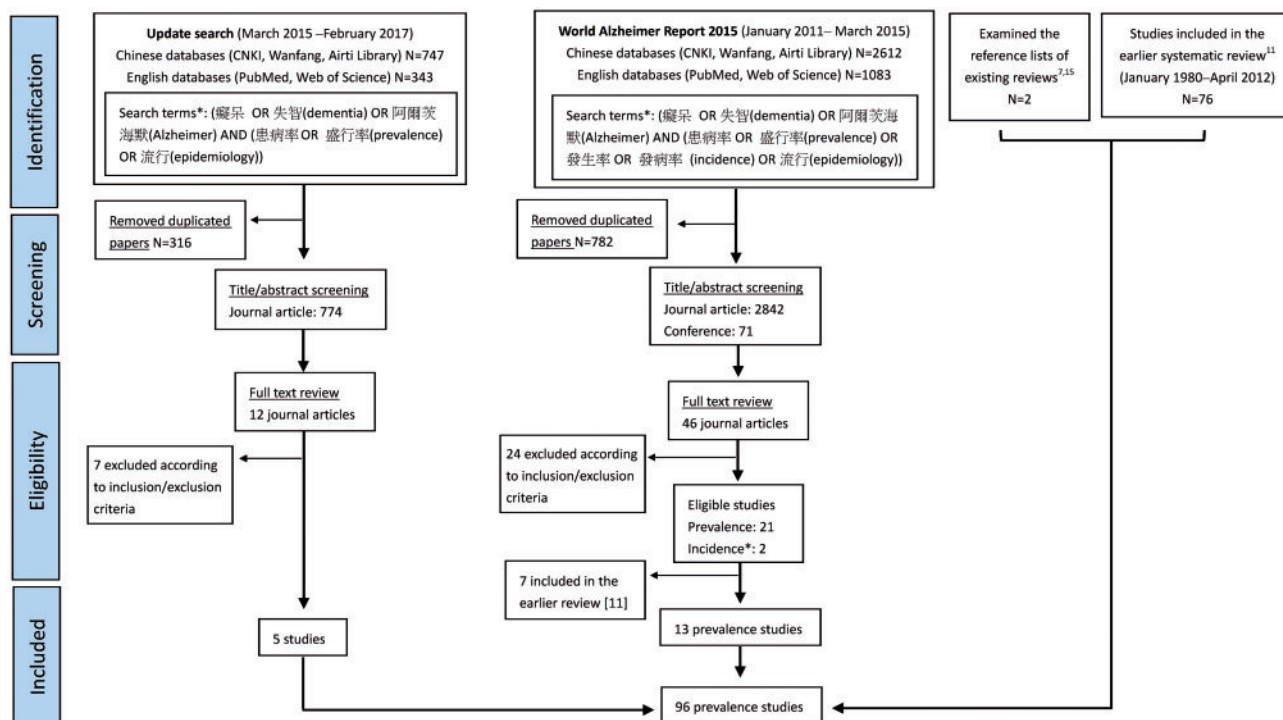 Identification
Screening
Eligibility
Included
Update search (March 2015 –February 2017)
Chinese databases (CNKI, Wanfang, Airti Library) N=747
English databases (PubMed, Web of Science) N=343
Search terms*: (癡呆 OR 失智(dementia) OR 阿爾茨
海默(Alzheimer) AND (患病率 OR 盛行率(prevalence)
OR 流行(epidemiology))
Removed duplicated
papers N=316
Title/abstract screening
Journal article: 774
Full text review
12 journal articles
7 excluded according
to inclusion/exclusion
criteria
5 studies
World Alzheimer Report 2015 (January 2011– March 2015)
Chinese databases (CNKI, Wanfang, Airti Library) N=2612
English databases (PubMed, Web of Science) N=1083
Search terms*: (癡呆 OR 失智(dementia) OR 阿爾茨海
默(Alzheimer) AND (患病率 OR 盛行率(prevalence) OR
發生率 OR 發病率 (incidence) OR 流行(epidemiology))
Removed duplicated
papers N=782
Title/abstract screening
Journal article: 2842
Conference: 71
Full text review
46 journal articles
24 excluded according
to inclusion/exclusion
criteria
Eligible studies
Prevalence: 21
Incidence*: 2
7 included in the
earlier review [11]
13 prevalence studies
96 prevalence studies
Examined the
reference lists of
existing reviews7,15
N=2
Studies included in the
earlier systematic review11
(January 1980–April 2012)
N=76